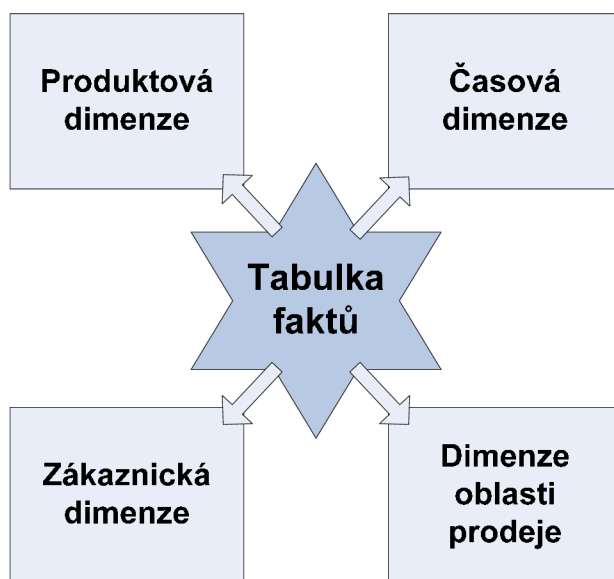 Produktová
dimenze
Časová
dimenze
Tabulka
faktů
Zákaznická
dimenze
Dimenze
oblasti
prodeje